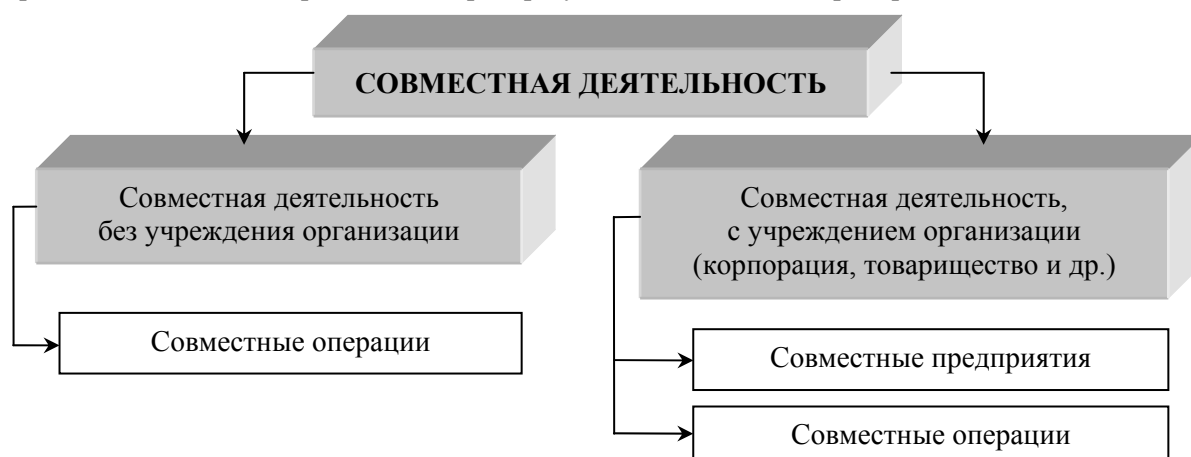 СОВМЕСТНАЯ ДЕЯТЕЛЬНОСТЬ
Совместная деятельность
без учреждения организации
Совместные операции
Совместная деятельность,
с учреждением организации
(корпорация, товарищество и др.)
Совместные предприятия
Совместные операции